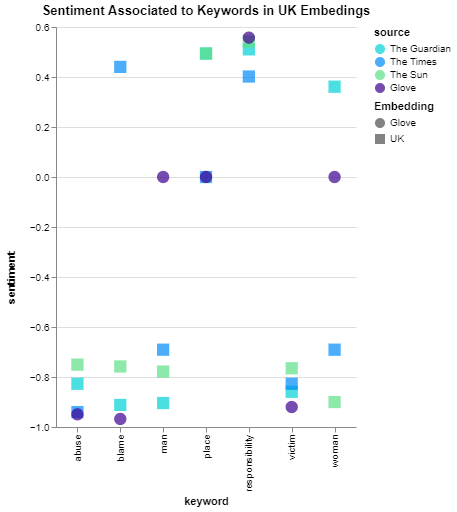 Sentiment Associated to Keywords in UK Embedings
source
The Guardian
The Times
The Sun
Glove
Embedding
Glove
UK
0.6
0.4
0.2
0.0
−0.2
−0.4
−0.6
−0.8
−1.0
sentiment
abuse
blame
man
place
responsibility
victim
woman
keyword